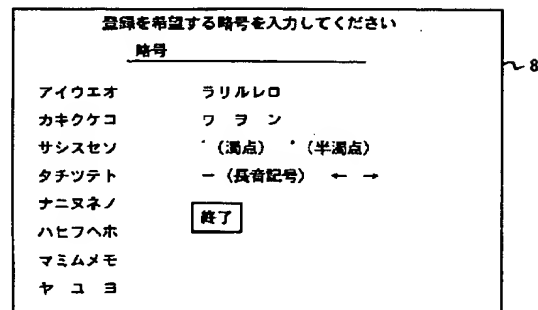 登録を希望する略号を入力してください
略号
8
アイウエオ
カキクケコ
サシスセソ
タチツテト
ナニヌネノ
ハヒフヘホ
マミムメモ
ヤ ユ ヨ
ラリルレロ
ワ ヲ ン
゛(濁点) ゜(半濁点)
ー (長音記号) ← →
終了